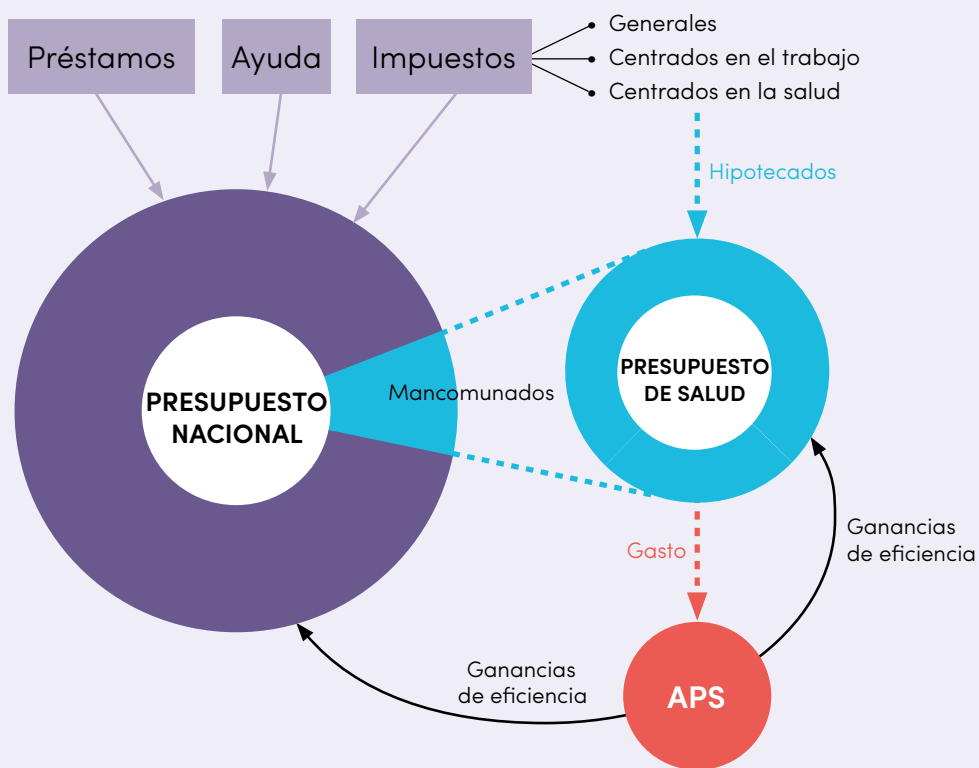 Préstamos
Ayuda
Impuestos
Generales
Centrados en el trabajo
Centrados en la salud
Hipotecados
PRESUPUESTO
NACIONAL
Mancomunados
PRESUPUESTO
DE SALUD
Gasto
Ganancias
de eficiencia
Ganancias
de eficiencia
APS